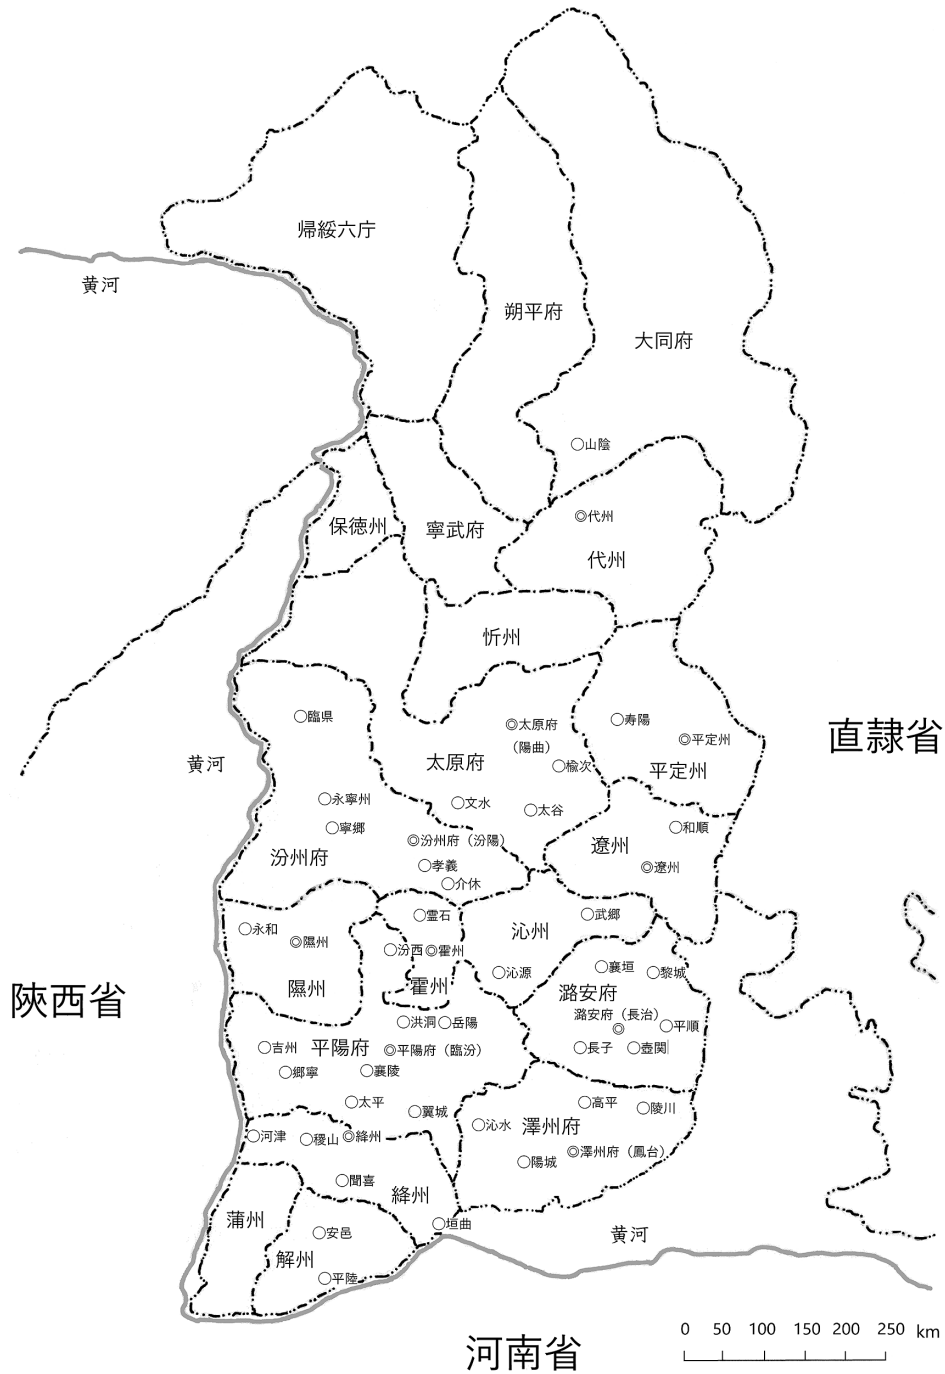 帰綏六庁
黄河
朔平府
大同府
○山陰
保徳州
寧武府
◎代州
代州
忻州
○臨県
◎太原府
(陽曲)
○寿陽
◎平定州
直隷省
太原府
○楡次
平定州
黄河
○永寧州
○文水
○太谷
○寧郷
○和順
◎汾州府(汾陽)
遼州
汾州府
○孝義
◎遼州
○介休
○霊石
○武郷
○永和
沁州
◎隰州
○汾西
◎霍州
○沁源
○襄垣
○黎城
隰州
霍州
潞安府
陝西省
○洪洞
○岳陽
潞安府(長治)
◎
○平順
○吉州
平陽府
◎平陽府(臨汾)
○長子
○壺関
○郷寧
○襄陵
○太平
○翼城
○高平
○陵川
○沁水
澤州府
○河津
○稷山
◎絳州
◎澤州府(鳳台)
○陽城
○聞喜
絳州
蒲州
○垣曲
○安邑
黄河
解州
○平陸
河南省
0 50 100 150 200 250 km